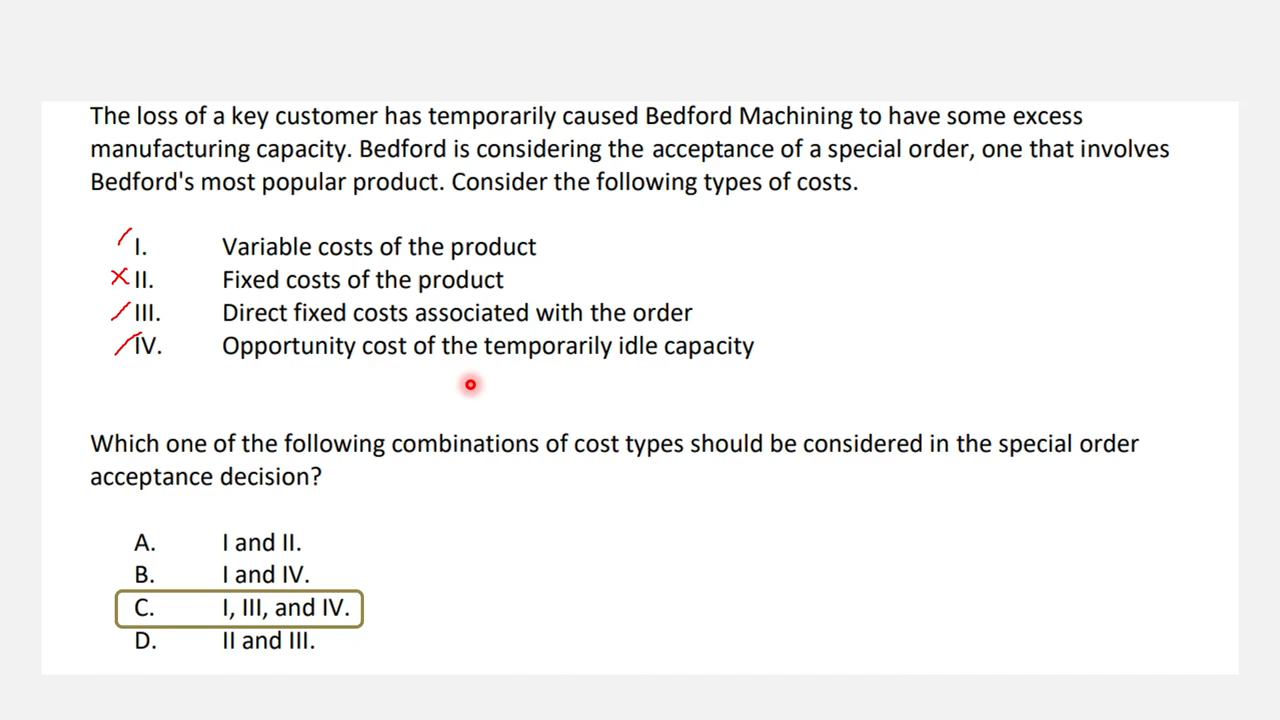 The loss of a key customer has temporarily caused Bedford Machining to have some excess
manufacturing capacity. Bedford is considering the acceptance of a special order, one that involves
Bedford's most popular product. Consider the following types of costs.
I. Variable costs of the product
II. Fixed costs of the product
III. Direct fixed costs associated with the order
IV. Opportunity cost of the temporarily idle capacity
Which one of the following combinations of cost types should be considered in the special order
acceptance decision?
A. I and II.
B. I and IV.
C. I, III, and IV.
D. II and III.